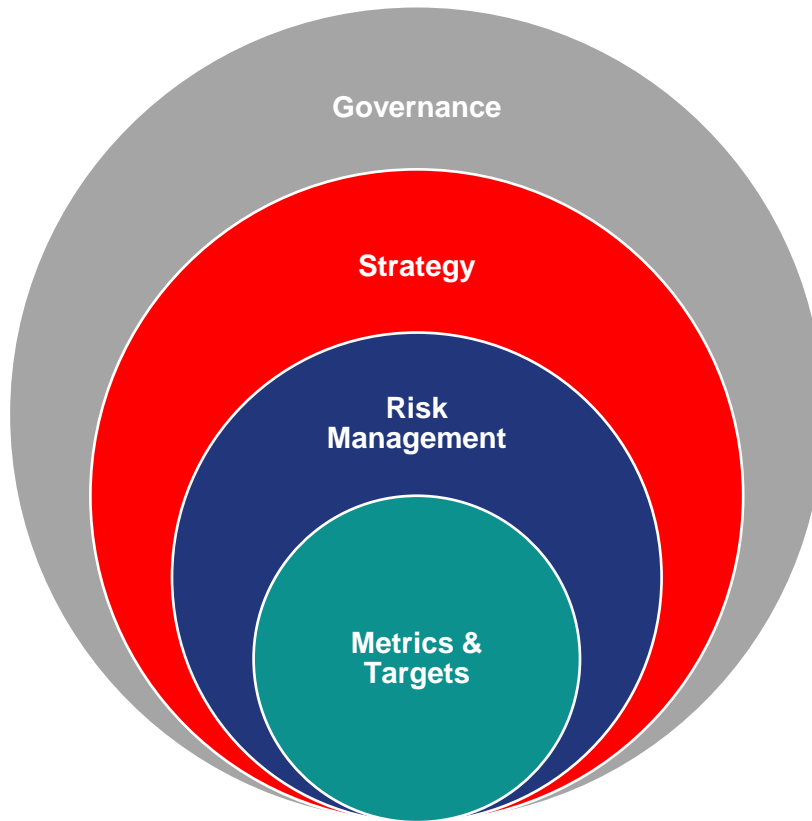 Governance
Strategy
Risk
Management
Metrics &
Targets